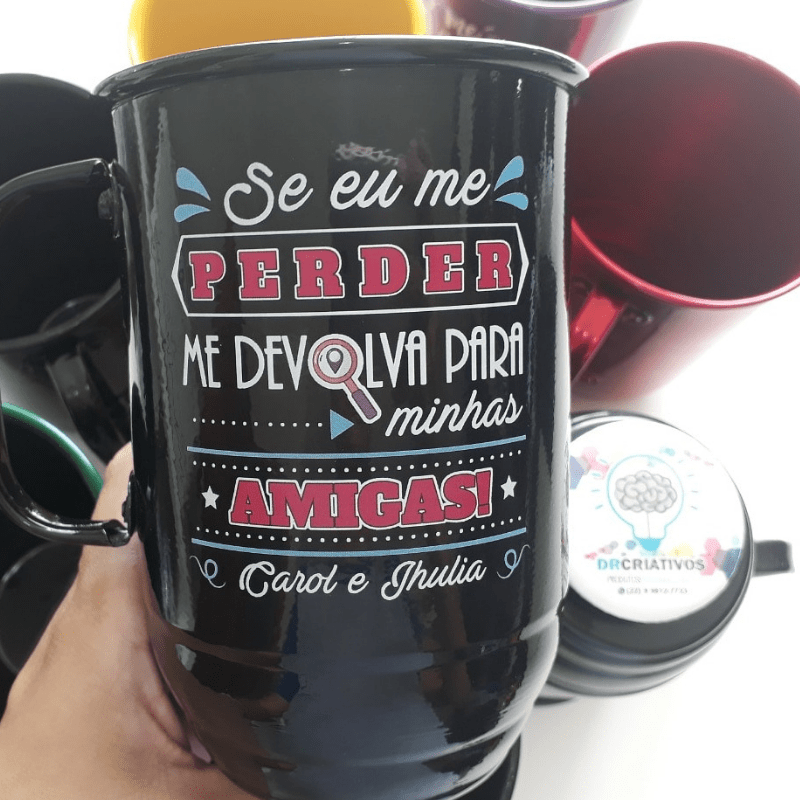 Se eu me
PERDER
ME DEVOLVA PARA
minhas
AMIGAS!
Carol e Jhulia
DRCRIATIVOS